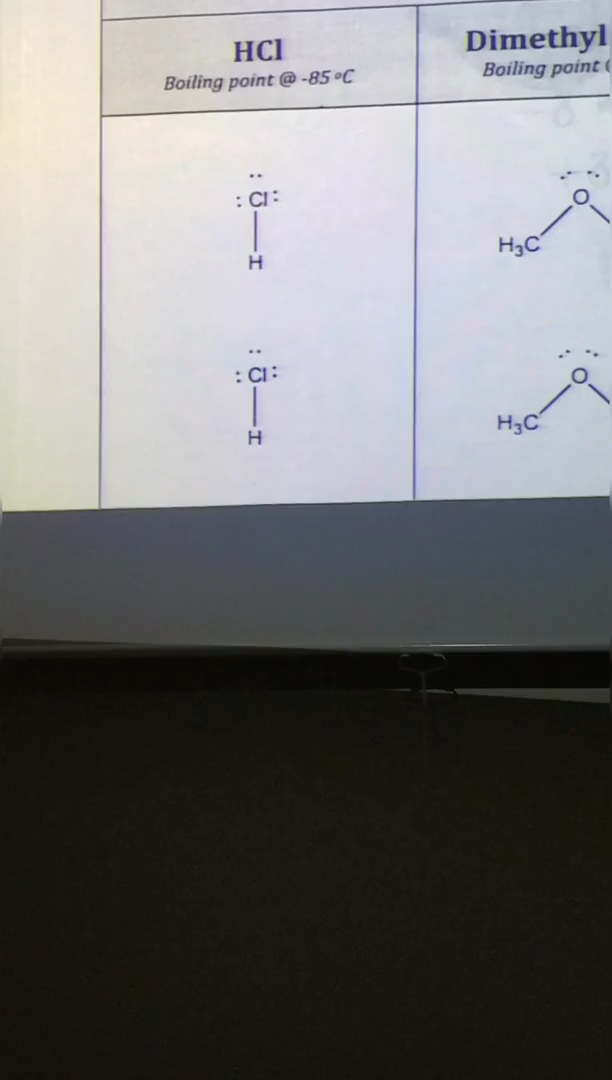 HCl
Boiling point @ -85 °C
Dimethyl
Boiling point
:Cl:
H
O
H₃C
:Cl:
H
O
H₃C